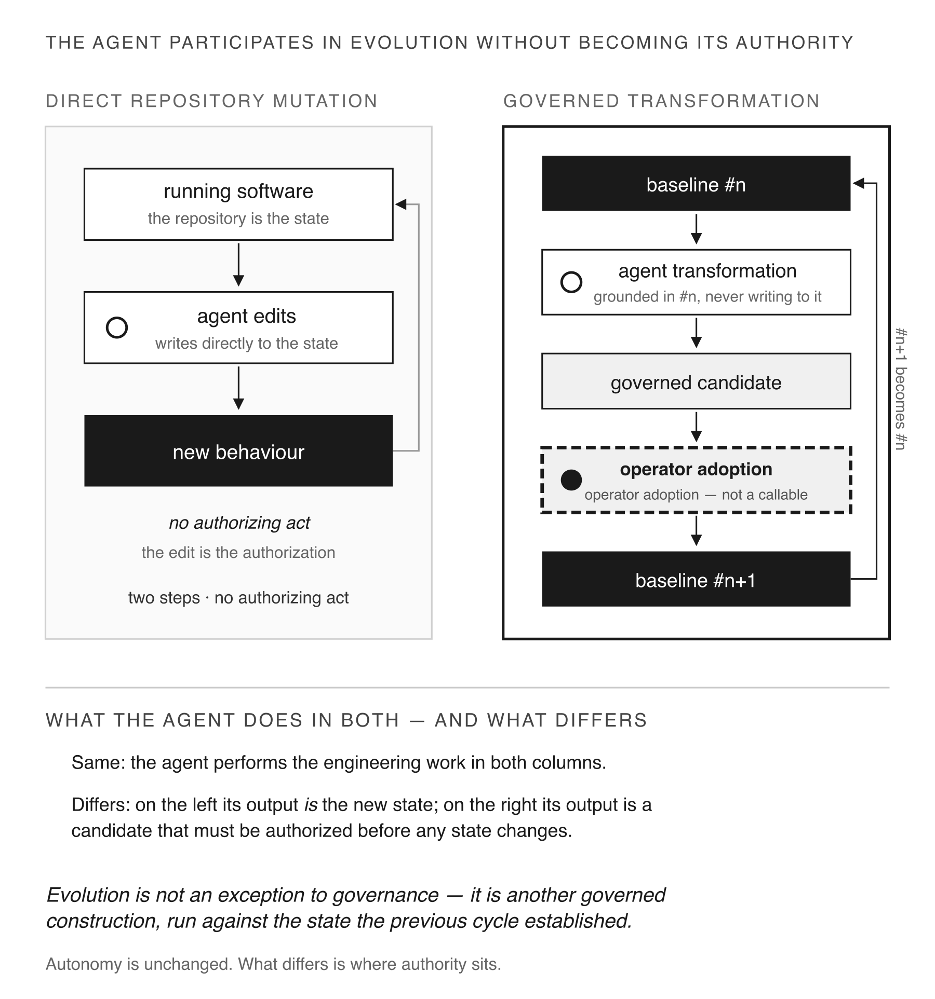 THE AGENT PARTICIPATES IN EVOLUTION WITHOUT BECOMING ITS AUTHORITY
DIRECT REPOSITORY MUTATION
running software
the repository is the state
agent edits
writes directly to the state
new behaviour
no authorizing act
the edit is the authorization
two steps · no authorizing act
GOVERNED TRANSFORMATION
baseline #n
agent transformation
grounded in #n, never writing to it
governed candidate
operator adoption
operator adoption — not a callable
baseline #n+1
#n+1 becomes #n
WHAT THE AGENT DOES IN BOTH — AND WHAT DIFFERS
Same: the agent performs the engineering work in both columns.
Differs: on the left its output is the new state; on the right its output is a
candidate that must be authorized before any state changes.
Evolution is not an exception to governance — it is another governed
construction, run against the state the previous cycle established.
Autonomy is unchanged. What differs is where authority sits.